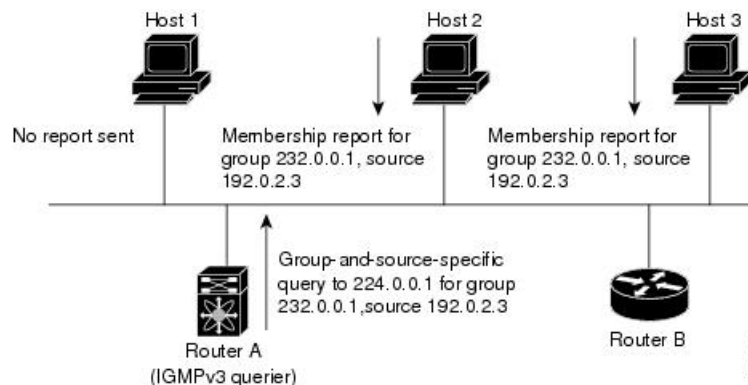 Host 1
Host 2
Host 3
No report sent
Membership report for
group 232.0.0.1, source
192.0.2.3
Membership report for
group 232.0.0.1, source
192.0.2.3
Group-and-source-specific
query to 224.0.0.1 for group
232.0.0.1,source 192.0.2.3
Router A
(IGMPv3 querier)
Router B